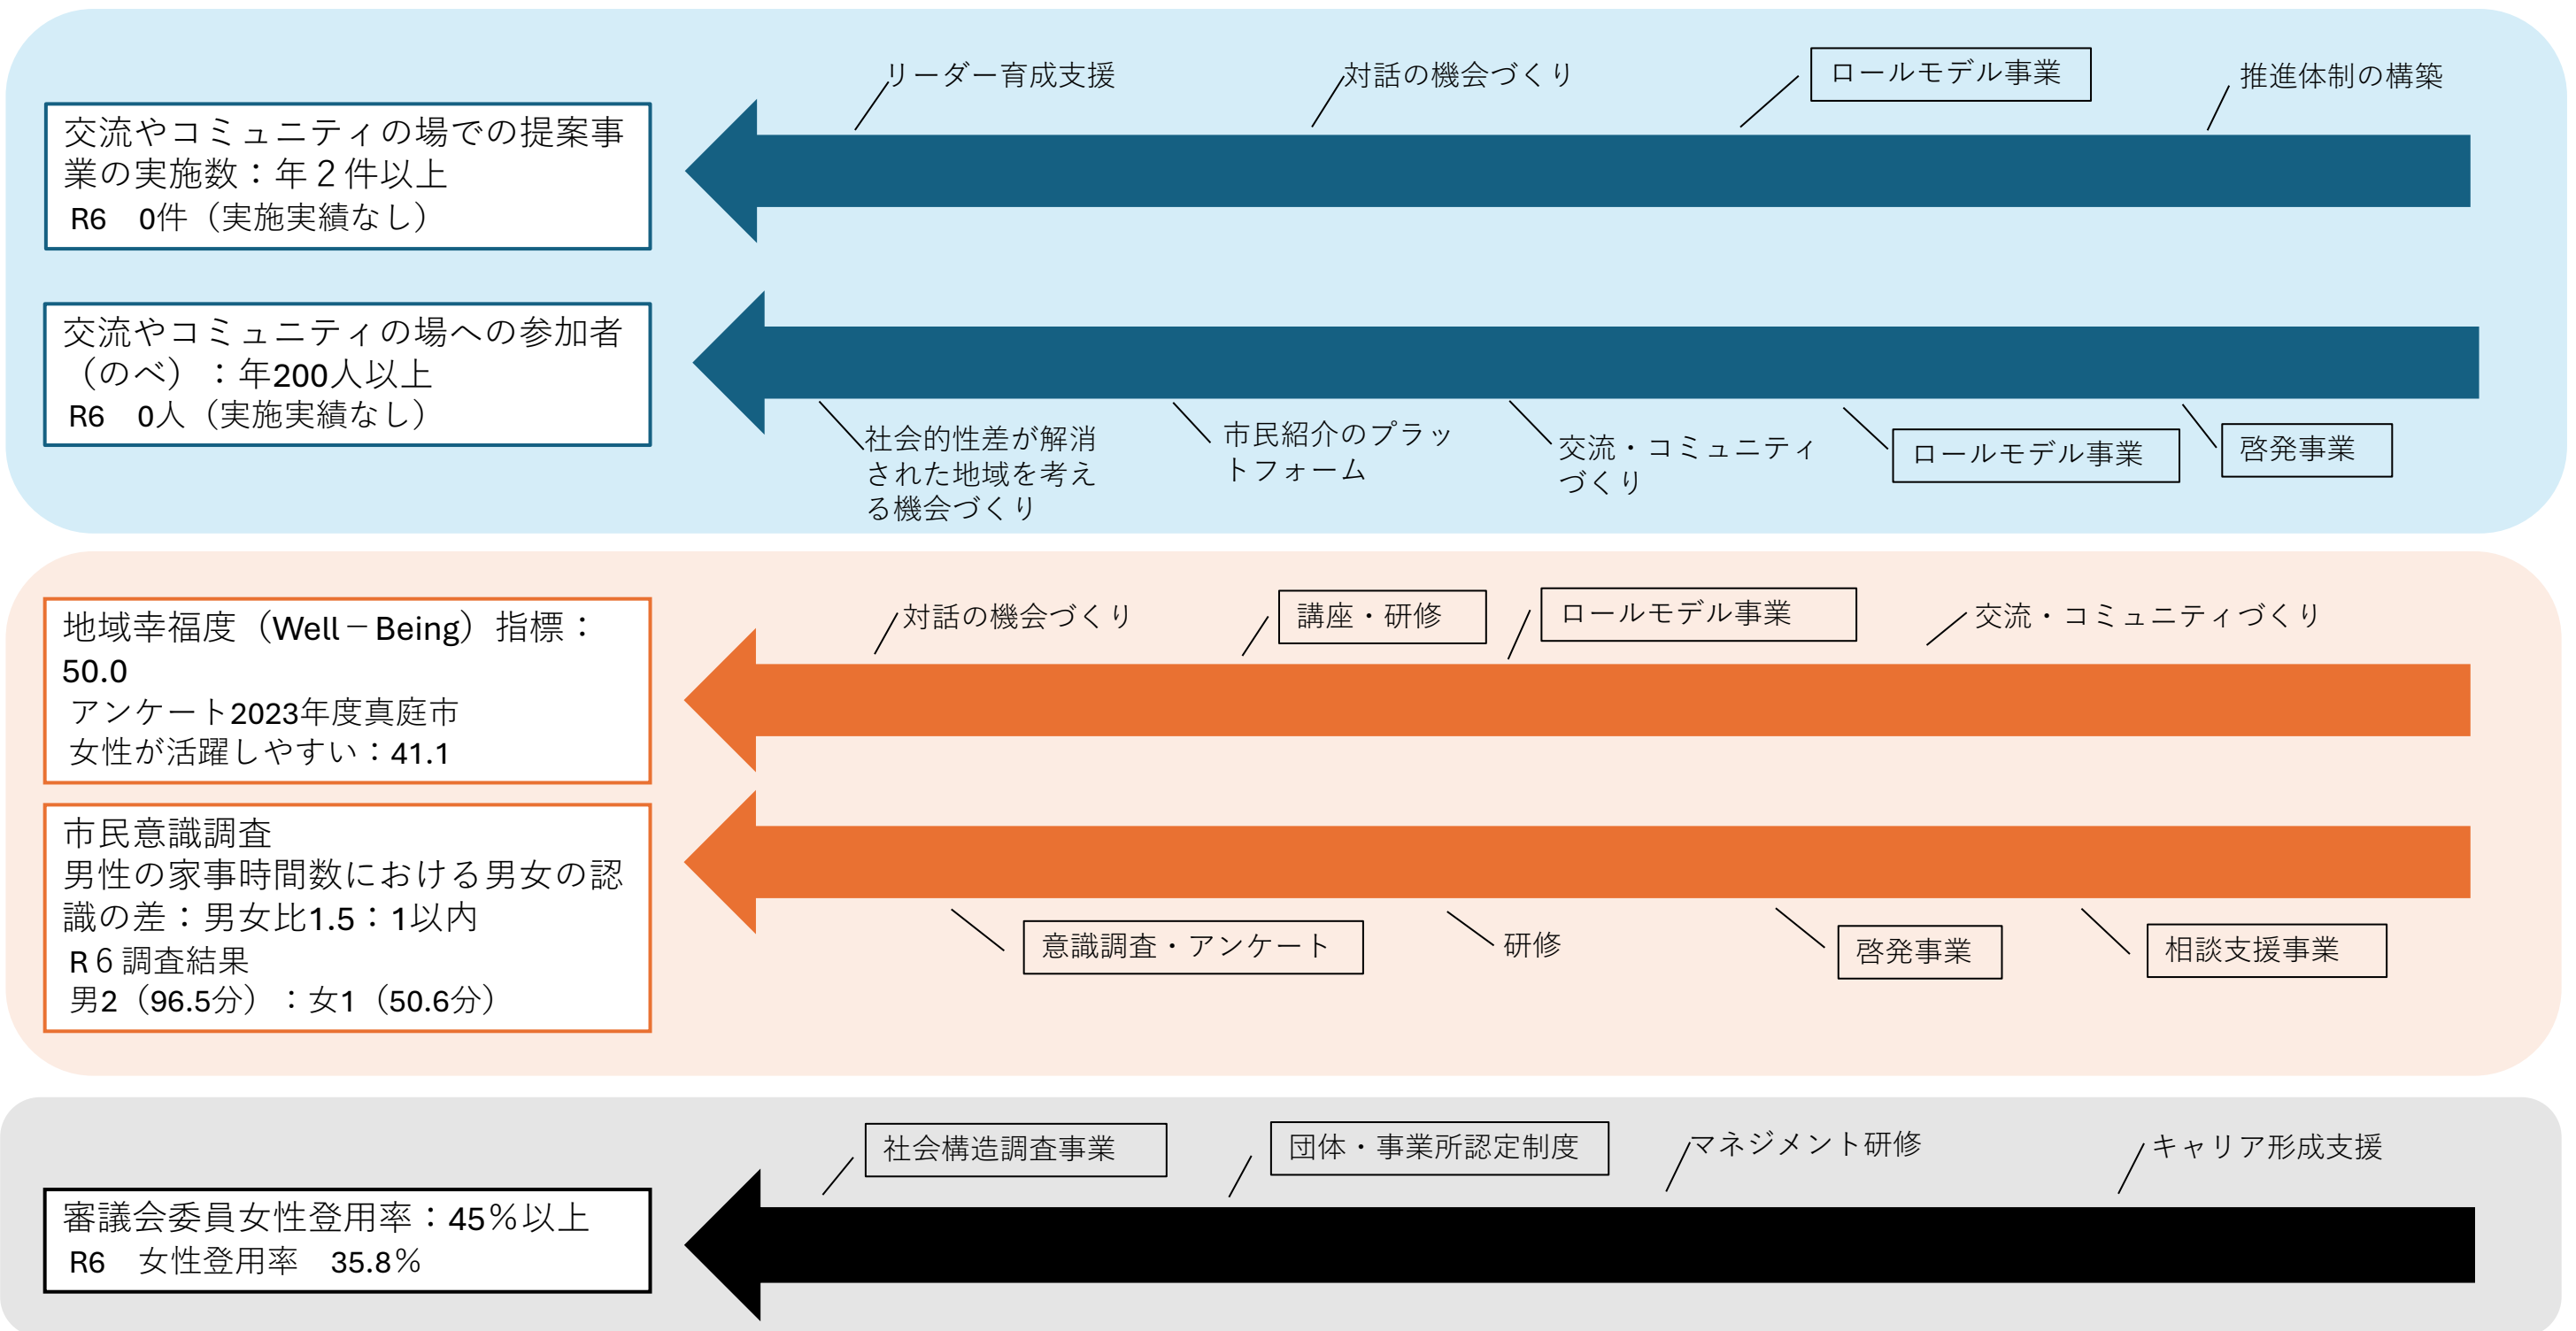 リーダー育成支援
対話の機会づくり
ロールモデル事業
推進体制の構築
交流やコミュニティの場での提案事
業の実施数：年２件以上
R6　0件（実施実績なし）
交流やコミュニティの場への参加者
（のべ）：年200人以上
R6　0人（実施実績なし）
社会的性差が解消
された地域を考え
る機会づくり
市民紹介のプラッ
トフォーム
交流・コミュニティ
づくり
ロールモデル事業
啓発事業
対話の機会づくり
講座・研修
ロールモデル事業
交流・コミュニティづくり
地域幸福度（Well－Being）指標：
50.0
アンケート2023年度真庭市
女性が活躍しやすい：41.1
市民意識調査
男性の家事時間数における男女の認
識の差：男女比1.5：1以内
R６調査結果
男2（96.5分）：女1（50.6分）
意識調査・アンケート
研修
啓発事業
相談支援事業
社会構造調査事業
団体・事業所認定制度
マネジメント研修
キャリア形成支援
審議会委員女性登用率：45％以上
R6　女性登用率　35.8％